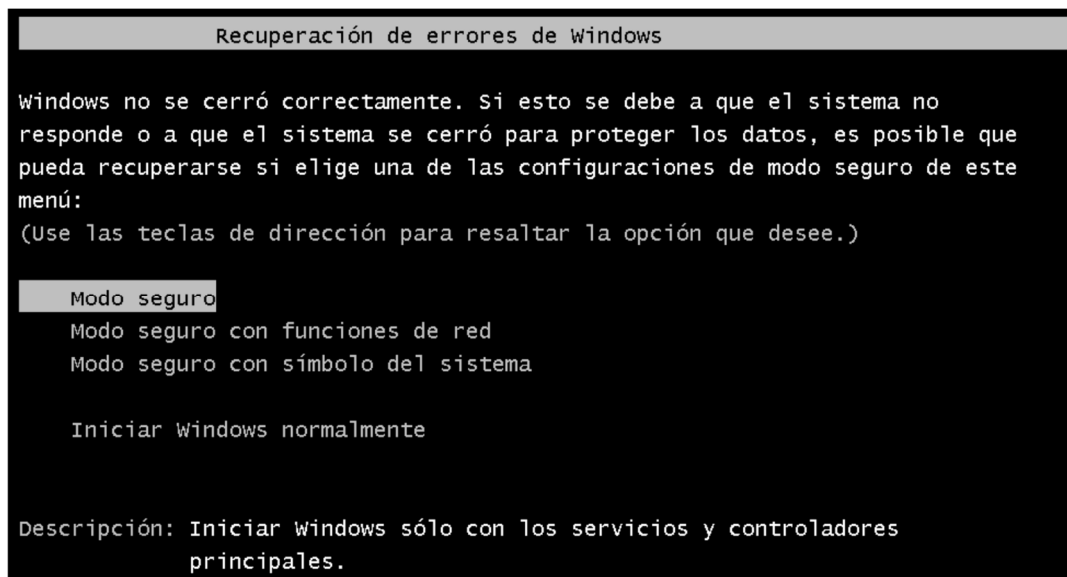 Recuperación de errores de Windows
Windows no se cerró correctamente. Si esto se debe a que el sistema no
responde o a que el sistema se cerró para proteger los datos, es posible que
pueda recuperarse si elige una de las configuraciones de modo seguro de este
menú:
(Use las teclas de dirección para resaltar la opción que desee.)
Modo seguro
Modo seguro con funciones de red
Modo seguro con símbolo del sistema
Iniciar Windows normalmente
Descripción: Iniciar Windows sólo con los servicios y controladores
principales.